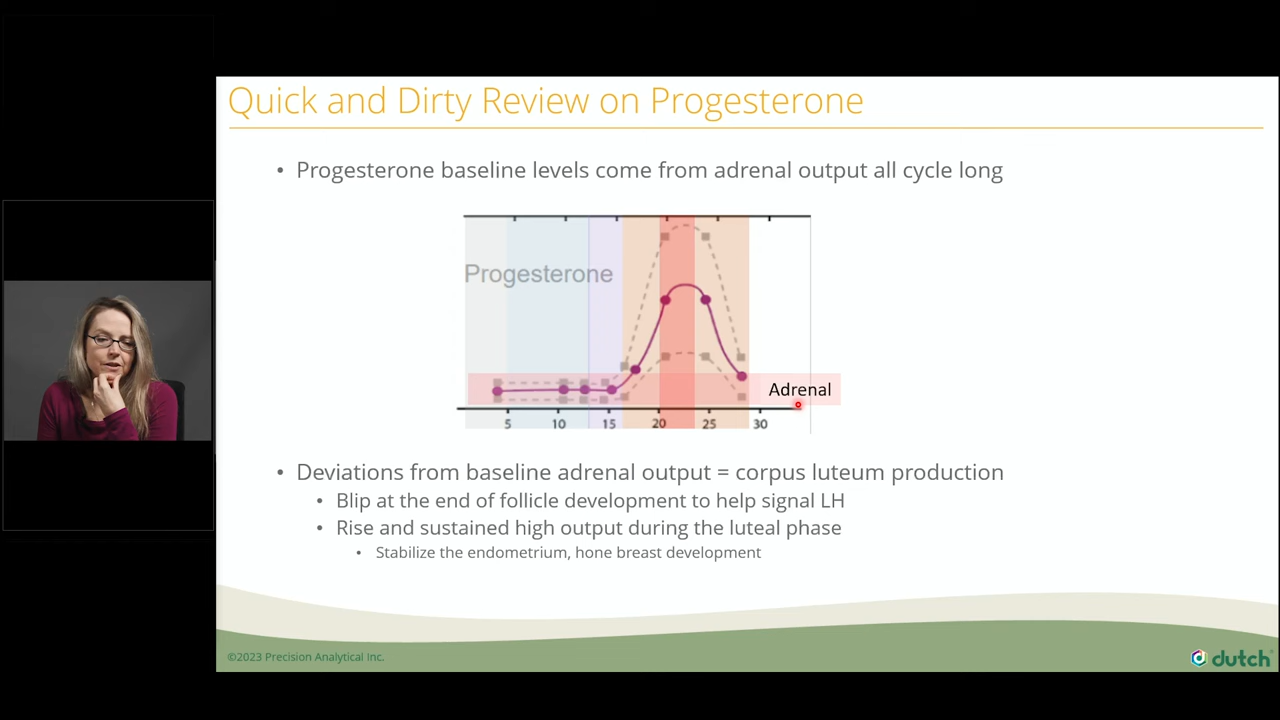 Quick and Dirty Review on Progesterone
• Progesterone baseline levels come from adrenal output all cycle long
Progesterone
Adrenal
5 10 15 20 25 30
• Deviations from baseline adrenal output = corpus luteum production
• Blip at the end of follicle development to help signal LH
• Rise and sustained high output during the luteal phase
• Stabilize the endometrium, hone breast development
©2023 Precision Analytical Inc.
dutch